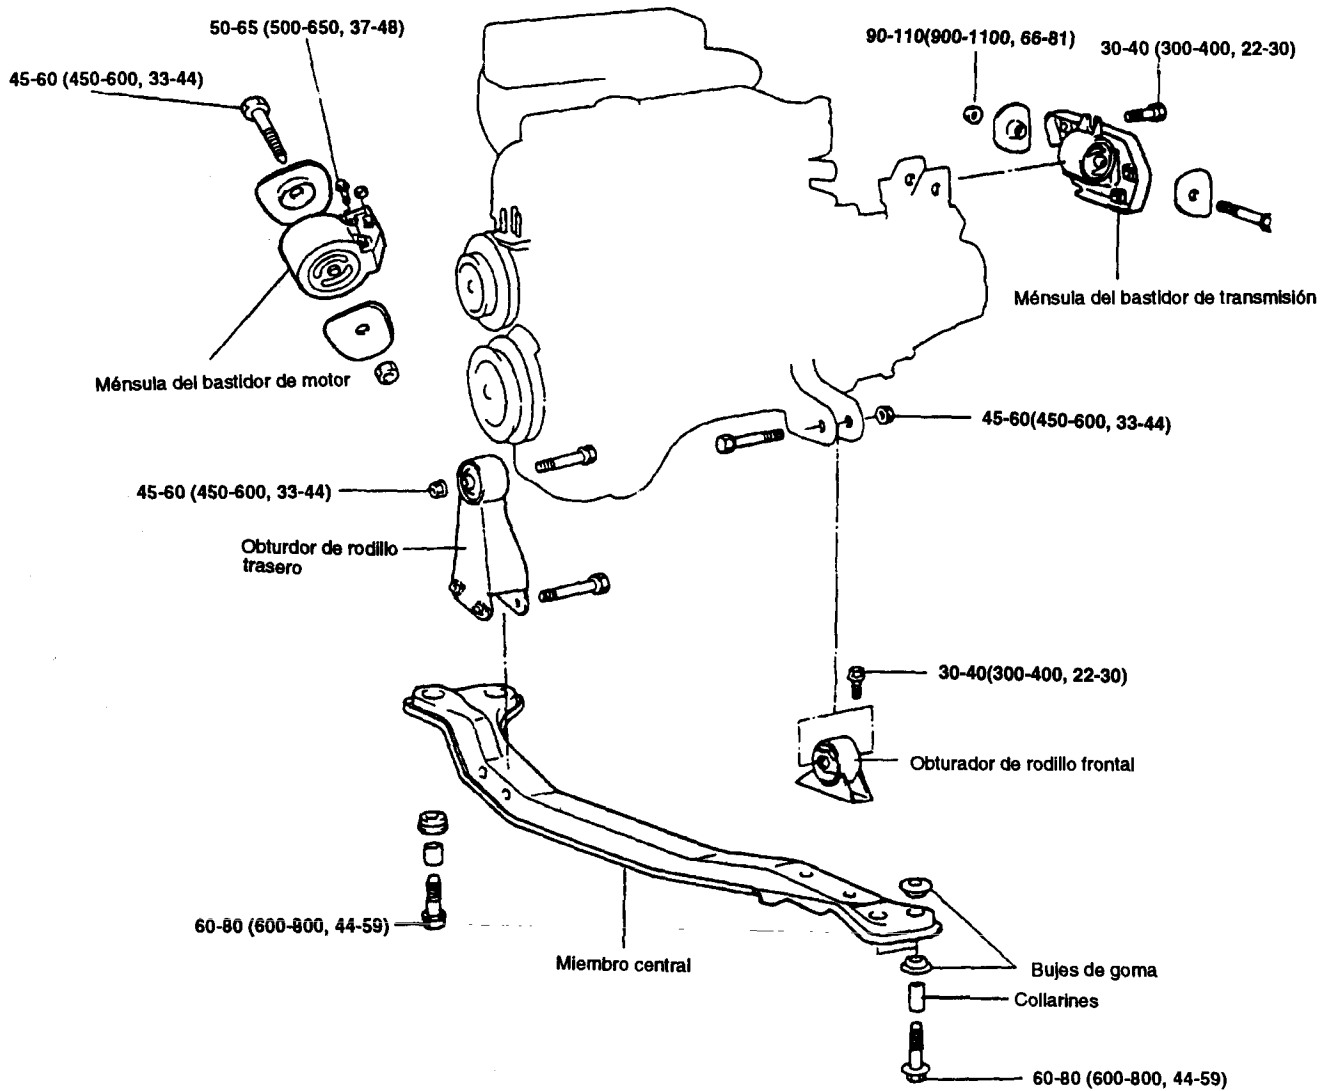 50-65 (500-650, 37-48)
45-60 (450-600, 33-44)
90-110(900-1100, 66-81)
30-40 (300-400, 22-30)
Ménsula del bastidor de transmisión
Ménsula del bastidor de motor
45-60(450-600, 33-44)
45-60 (450-600, 33-44)
Obturdor de rodillo
trasero
30-40(300-400, 22-30)
Obturador de rodillo frontal
60-80 (600-800, 44-59)
Miembro central
Bujes de goma
Collarines
60-80 (600-800, 44-59)